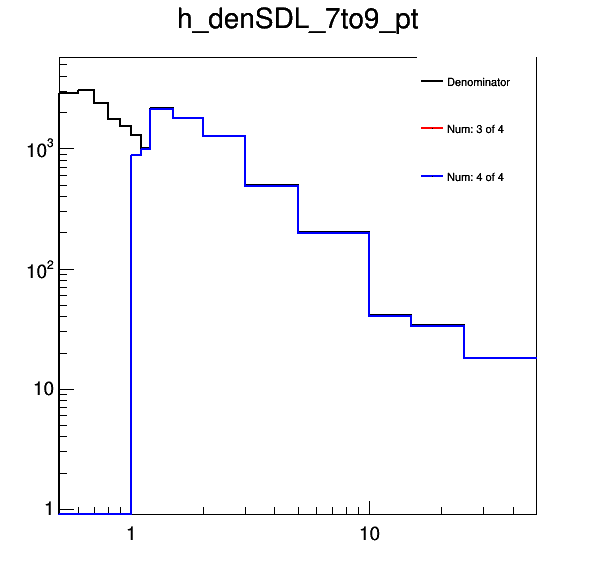 h_denSDL_7to9_pt
Denominator
Num: 3 of 4
Num: 4 of 4
10³
10²
10
1
1 10